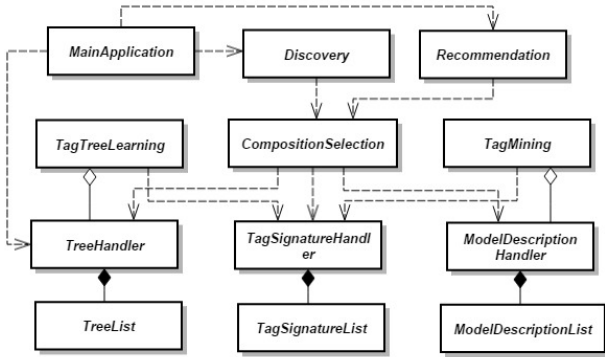 MainApplication
Discovery
Recommendation
TagTreeLearning
CompositionSelection
TagMining
TreeHandler
TagSignatureHandl
er
ModelDescription
Handler
TreeList
TagSignatureList
ModelDescriptionList